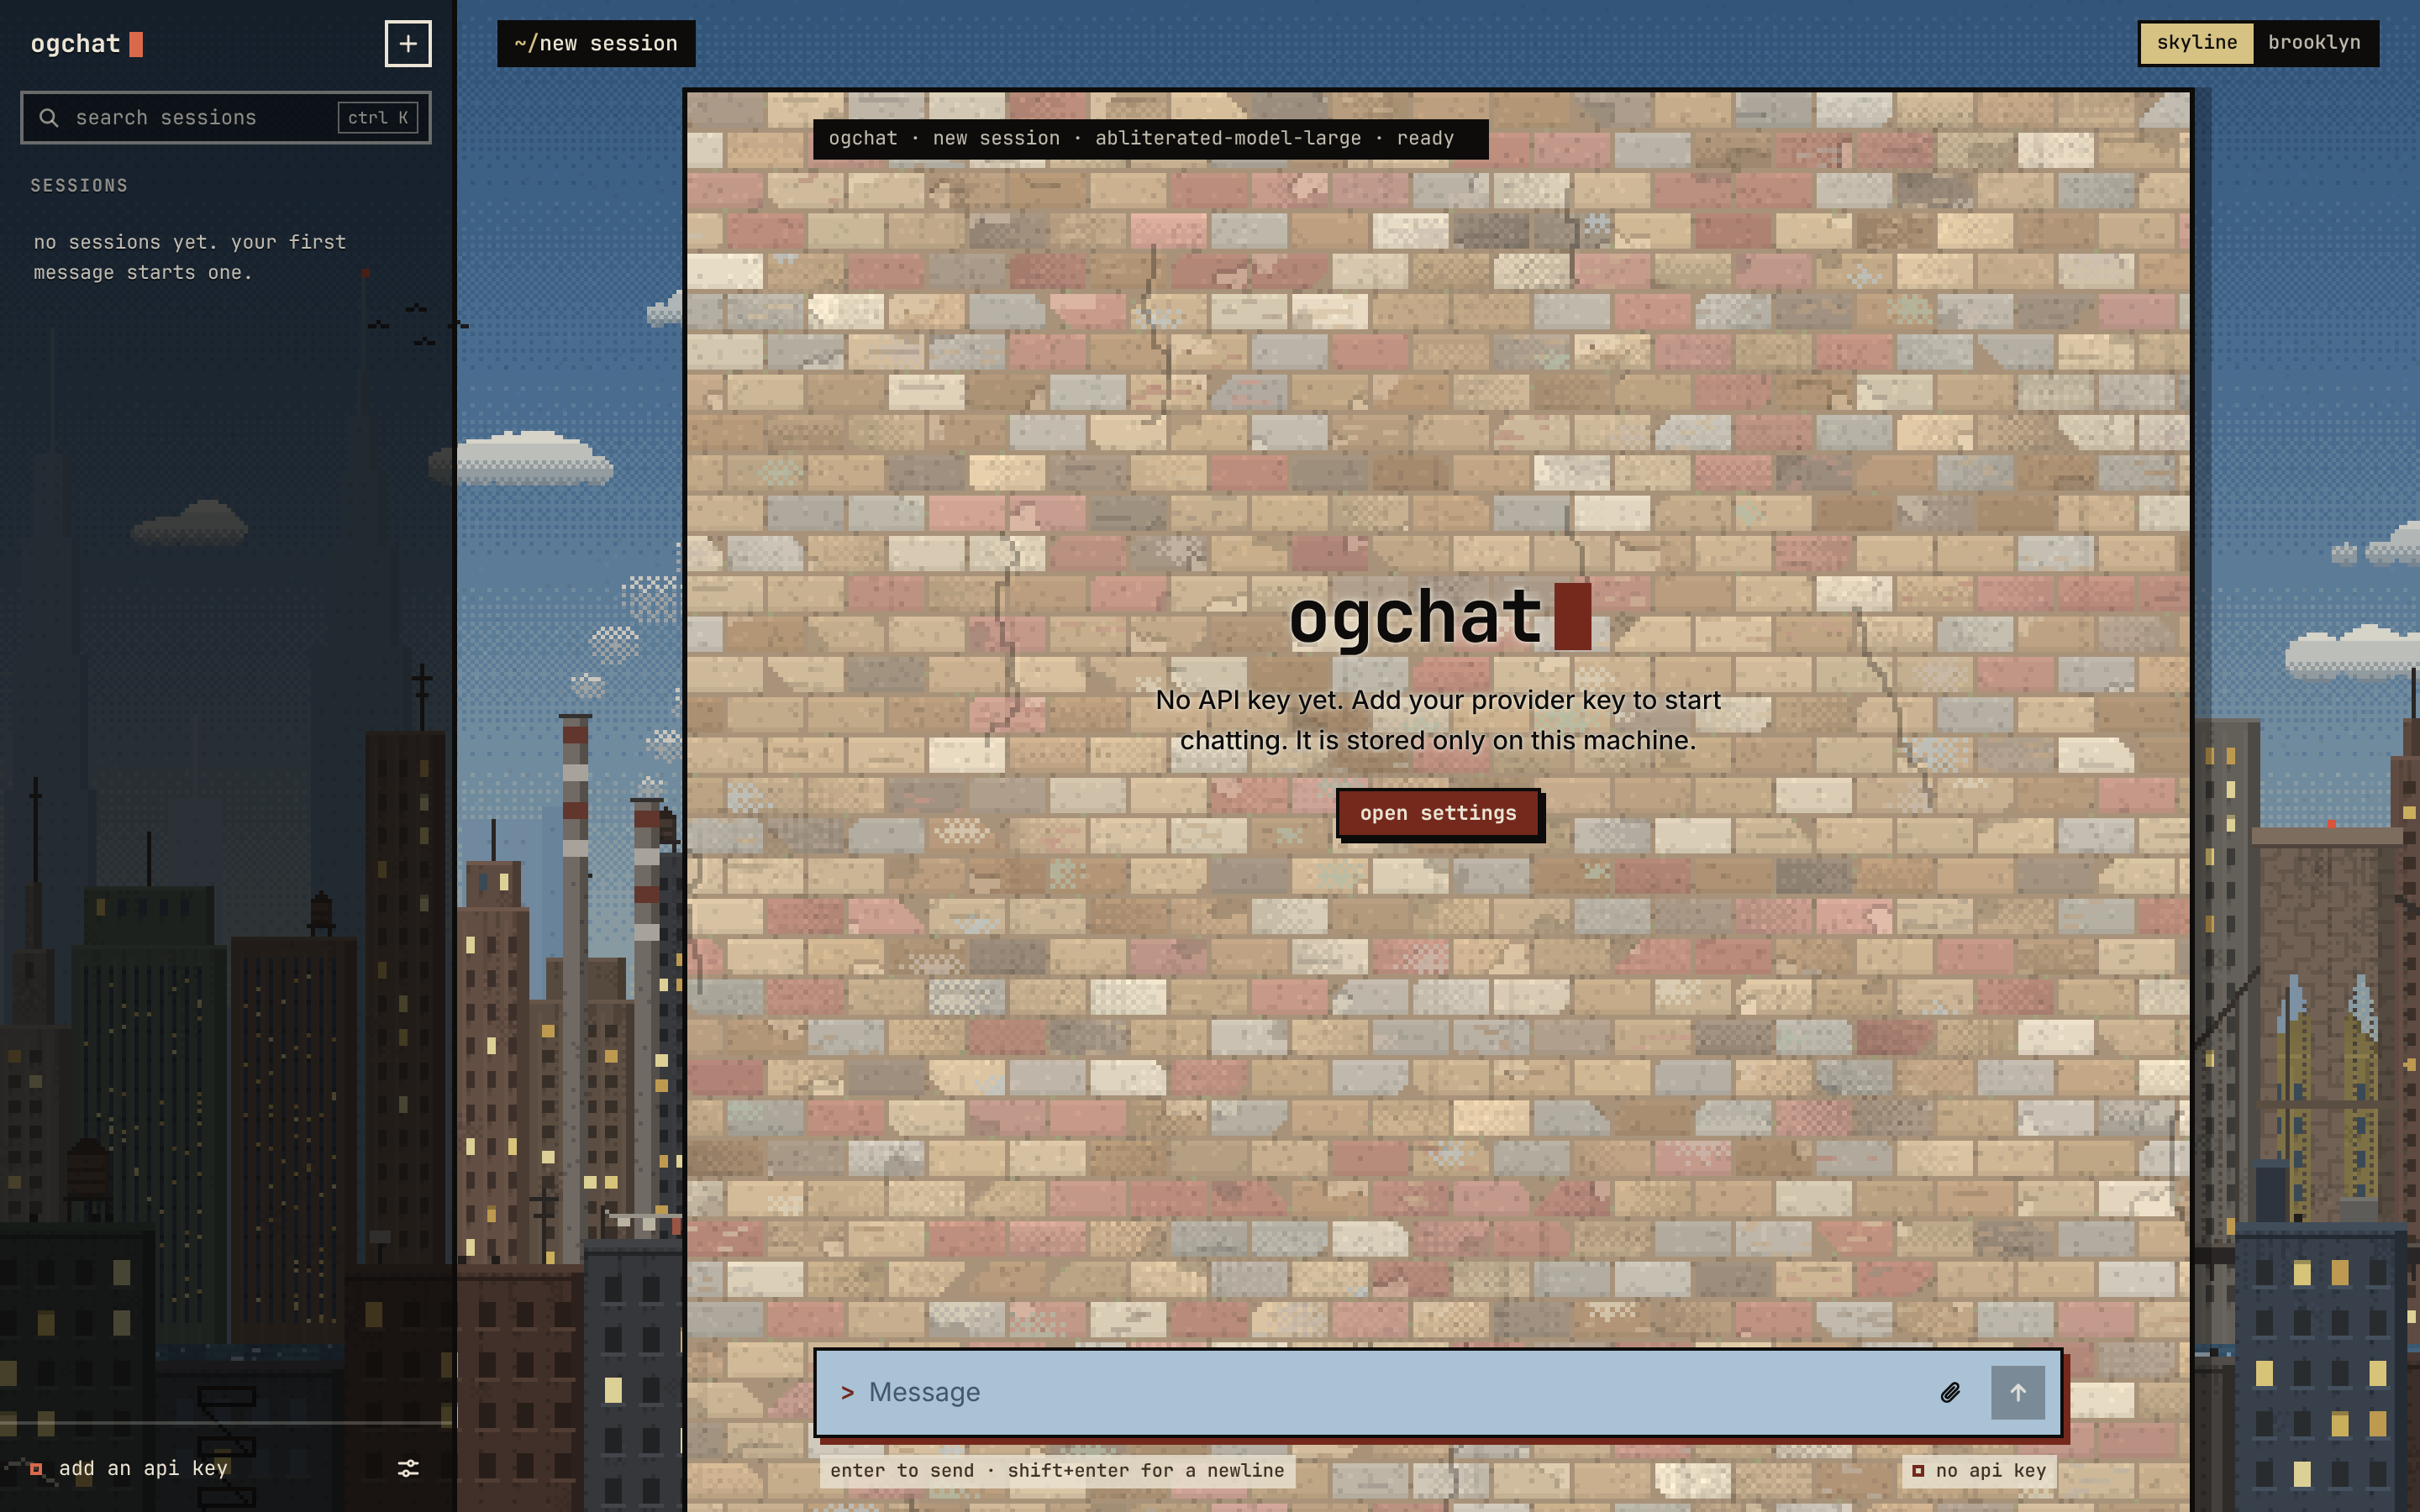 ogchat
~/new session
skyline
brooklyn
search sessions
ctrl K
SESSIONS
no sessions yet. your first
message starts one.
ogchat · new session · abliterated-model-large · ready
ogchat
No API key yet. Add your provider key to start
chatting. It is stored only on this machine.
open settings
> Message
enter to send · shift+enter for a newline
no api key
add an api key